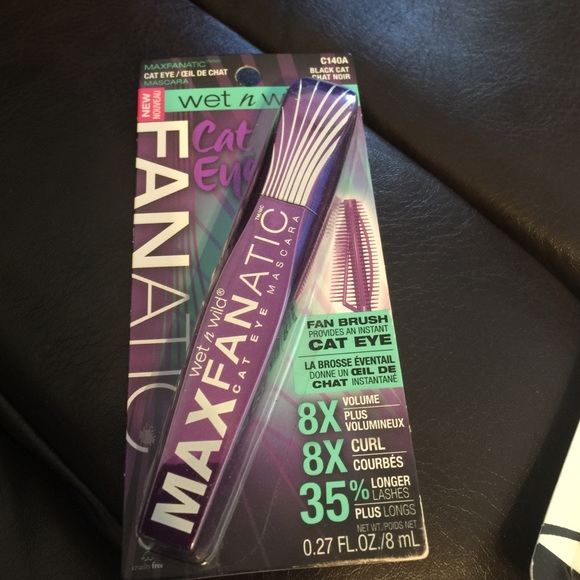 MAXFANATIC
CAT EYE / ŒIL DE CHAT
MASCARA
C140A
BLACK CAT
CHAT NOIR
NEW
NOUVEAU
wet n w
FANATIC
Cat
Eye
wet n wild®
MAXFANATIC
CAT EYE MASCARA
FAN BRUSH
PROVIDES AN INSTANT
CAT EYE
LA BROSSE ÉVENTAIL
DONNE UN ŒIL DE
CHAT INSTANTANÉ
8X VOLUME
PLUS
VOLUMINEUX
8X CURL
COURBÉS
35% LONGER
LASHES
PLUS LONGS
NET WT./POIDS NET
0.27 FL.OZ./8 mL
cruelty free